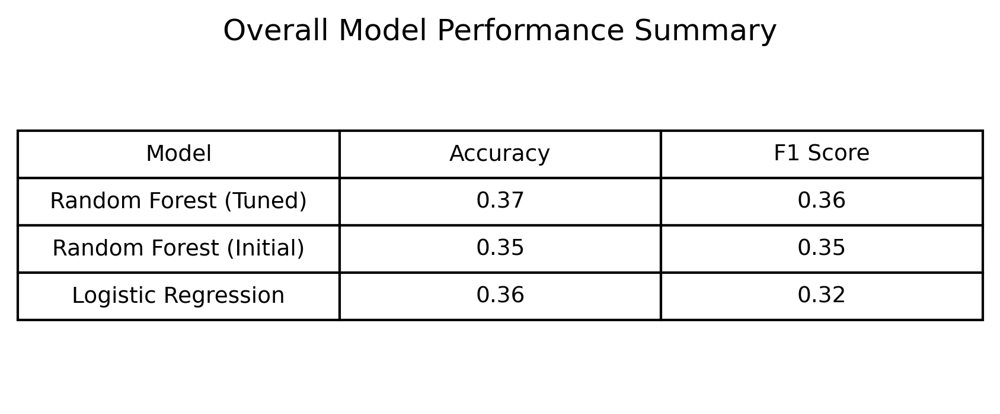 Overall Model Performance Summary
Model Accuracy F1 Score
Random Forest (Tuned) 0.37 0.36
Random Forest (Initial) 0.35 0.35
Logistic Regression 0.36 0.32